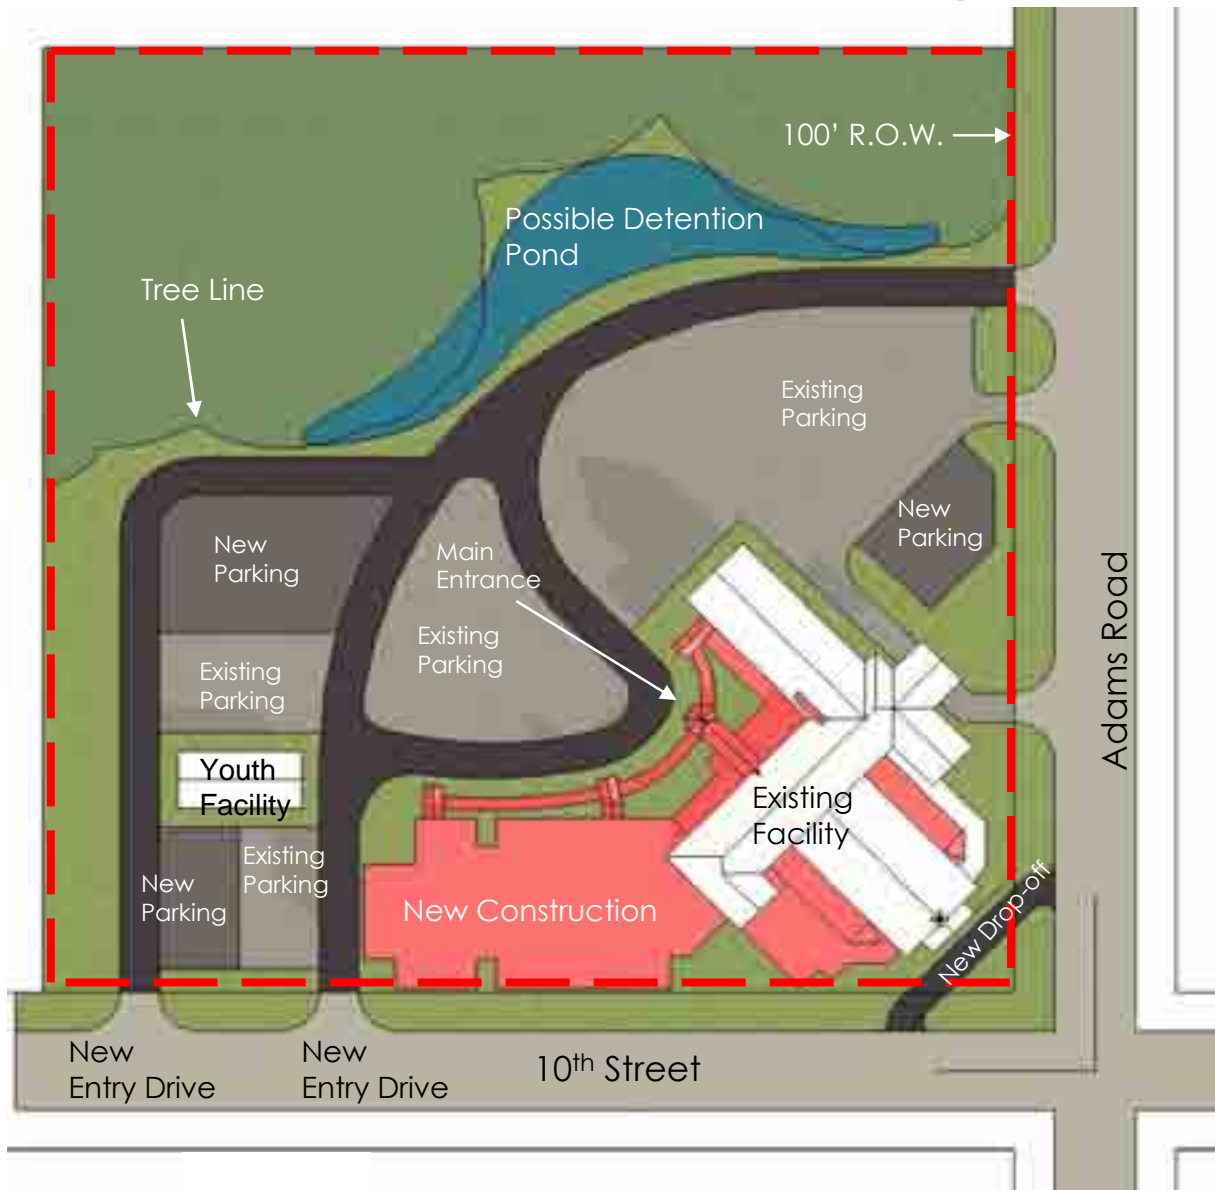 100’ R.O.W.
Possible Detention
Pond
Tree Line
Existing
Parking
New
Parking
New
Parking
Main
Entrance
Existing
Parking
Existing
Parking
Adams Road
Youth
Facility
Existing
Facility
Existing
Parking
New
Parking
New Construction
New Drop-off
New
Entry Drive
New
Entry Drive
10th Street